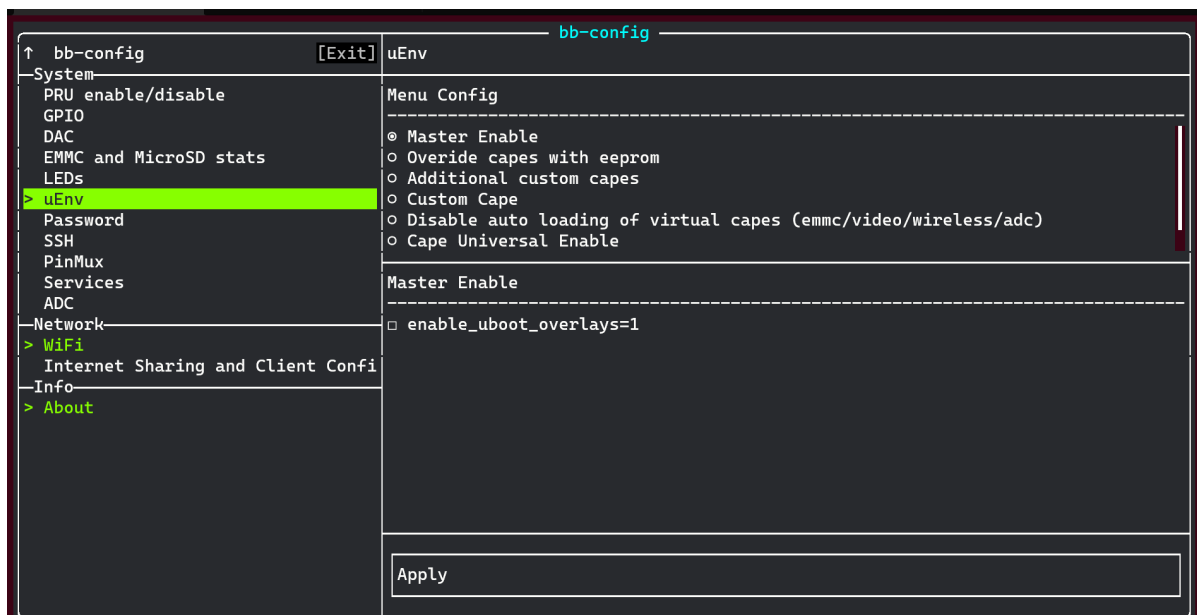 bb-config
↑ bb-config [Exit]
System
PRU enable/disable
GPIO
DAC
EMMC and MicroSD stats
LEDs
> uEnv
Password
SSH
PinMux
Services
ADC
Network
> WiFi
Internet Sharing and Client Confi
Info
> About
uEnv
Menu Config
◉ Master Enable
○ Overide capes with eeprom
○ Additional custom capes
○ Custom Cape
○ Disable auto loading of virtual capes (emmc/video/wireless/adc)
○ Cape Universal Enable
Master Enable
☐ enable_uboot_overlays=1
Apply